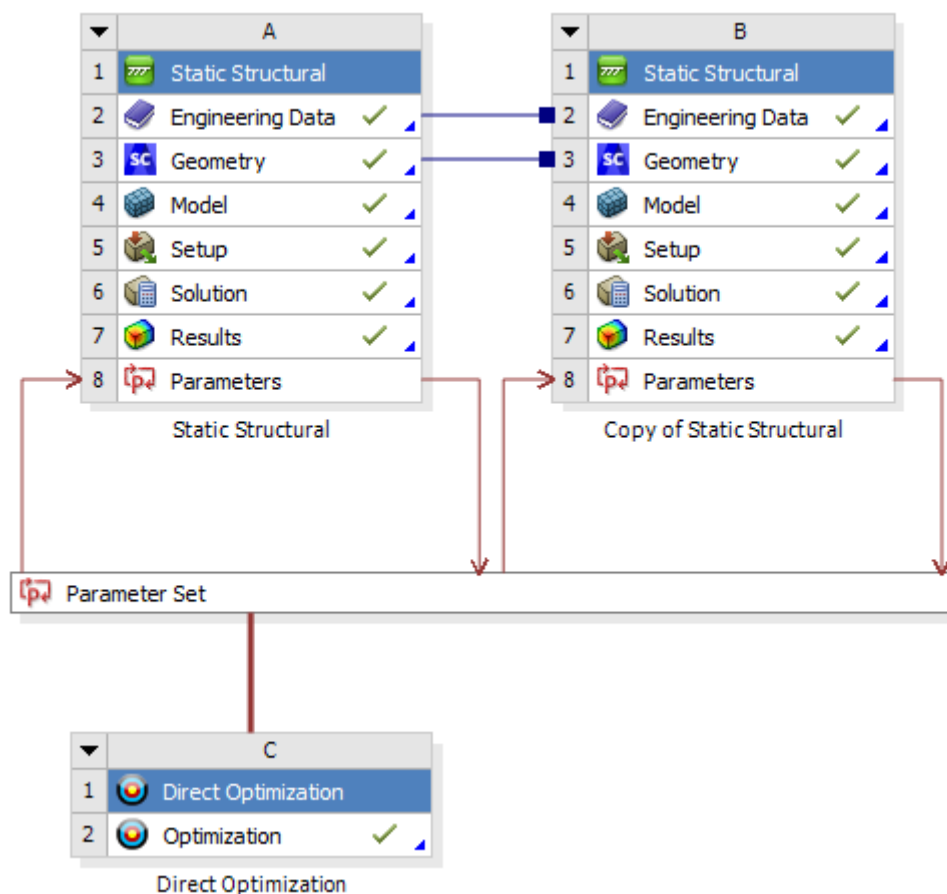 A
1 Static Structural
2 Engineering Data
3 SC Geometry
4 Model
5 Setup
6 Solution
7 Results
8 Parameters
Static Structural
B
1 Static Structural
2 Engineering Data
3 SC Geometry
4 Model
5 Setup
6 Solution
7 Results
8 Parameters
Copy of Static Structural
Parameter Set
C
1 Direct Optimization
2 Optimization
Direct Optimization